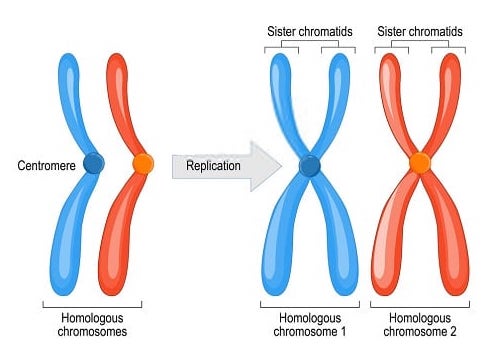 Sister chromatids
Sister chromatids
Centromere
Replication
Homologous
chromosomes
Homologous
chromosome 1
Homologous
chromosome 2